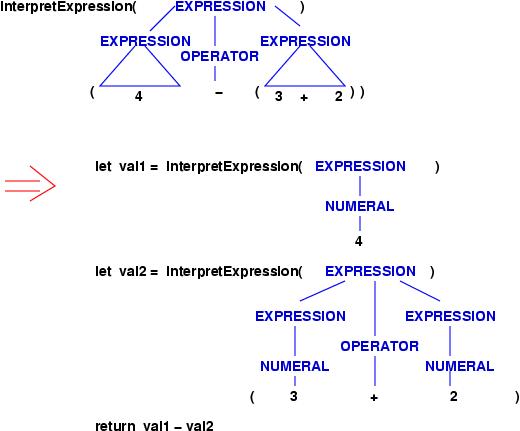 InterpretExpression( EXPRESSION )
EXPRESSION EXPRESSION
OPERATOR
( 4 – ( 3 + 2 ) )
let val1 = InterpretExpression( EXPRESSION )
NUMERAL
4
let val2 = InterpretExpression( EXPRESSION )
EXPRESSION EXPRESSION
OPERATOR
NUMERAL NUMERAL
( 3 + 2 )
return val1 – val2